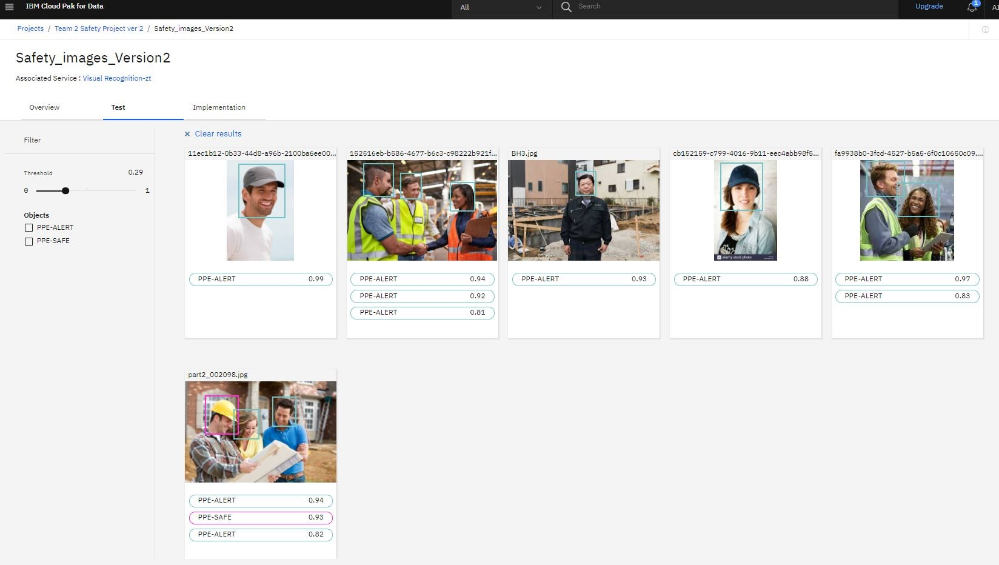 IBM Cloud Pak for Data
All
Search
Upgrade
1
Projects / Team 2 Safety Project ver 2 / Safety_images_Version2
Safety_images_Version2
Associated Service : Visual Recognition-zt
Overview
Test
Implementation
Filter
Threshold
0.29
0
1
Objects
PPE-ALERT
PPE-SAFE
× Clear results
11ec1b12-0b33-44d8-a96b-2100ba6ee00...
PPE-ALERT 0.99
152516eb-b586-4677-b6c3-c98222b921f...
PPE-ALERT 0.94
PPE-ALERT 0.92
PPE-ALERT 0.81
BH3.jpg
PPE-ALERT 0.93
cb152159-c799-4016-9b11-eec4abb98f5...
alamy stock photo
PPE-ALERT 0.88
fa9938b0-3fcd-4527-b5a5-6f0c10650c09....
PPE-ALERT 0.97
PPE-ALERT 0.83
part2_002098.jpg
PPE-ALERT 0.94
PPE-SAFE 0.93
PPE-ALERT 0.82